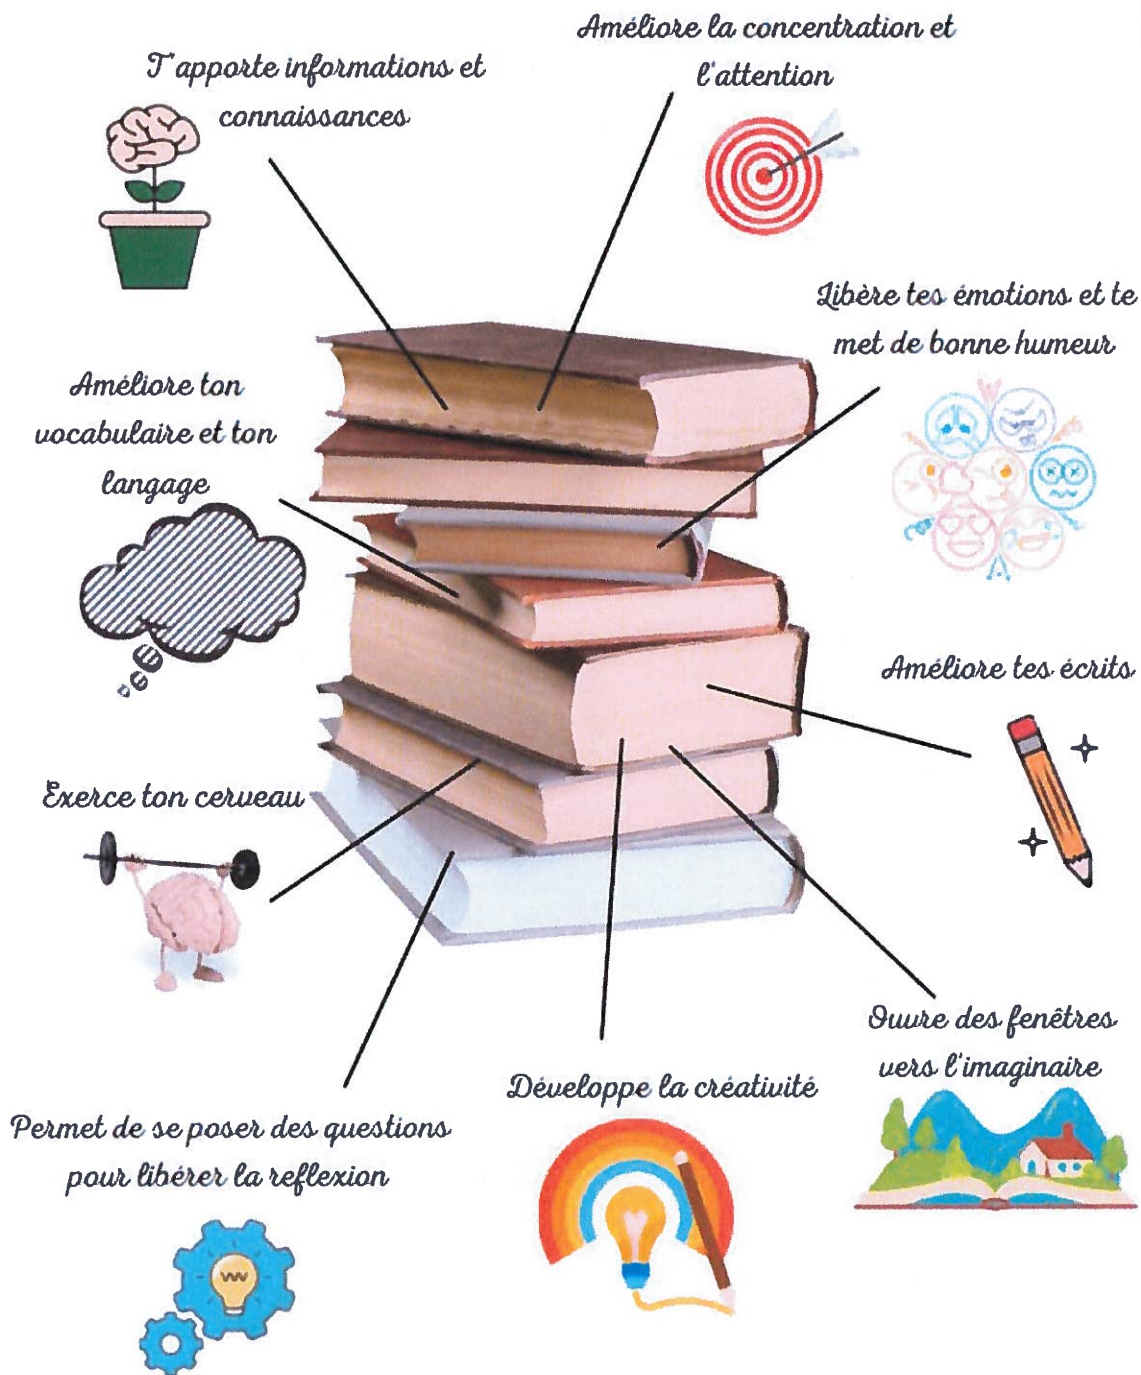 T'apporte informations et
connaissances
Améliore la concentration et
l'attention
Libère tes émotions et te
met de bonne humeur
Améliore ton
vocabulaire et ton
langage
Améliore tes écrits
Exerce ton cerveau
Ouvre des fenêtres
vers l'imaginaire
Développe la créativité
Permet de se poser des questions
pour libérer la reflexion